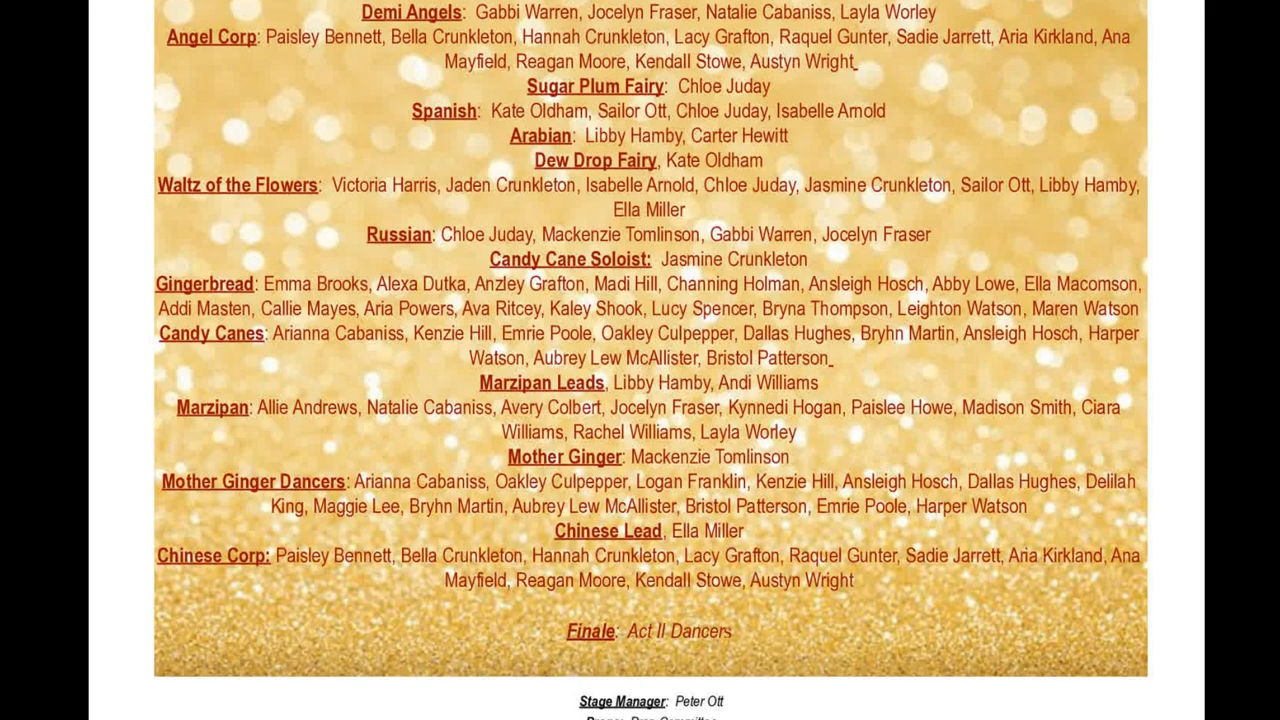 Demi Angels: Gabbi Warren, Jocelyn Fraser, Natalie Cabaniss, Layla Worley
Angel Corp: Paisley Bennett, Bella Crunkleton, Hannah Crunkleton, Lacy Grafton, Raquel Gunter, Sadie Jarrett, Aria Kirkland, Ana
Mayfield, Reagan Moore, Kendall Stowe, Austyn Wright
Sugar Plum Fairy: Chloe Juday
Spanish: Kate Oldham, Sailor Ott, Chloe Juday, Isabelle Arnold
Arabian: Libby Hamby, Carter Hewitt
Dew Drop Fairy, Kate Oldham
Waltz of the Flowers: Victoria Harris, Jaden Crunkleton, Isabelle Arnold, Chloe Juday, Jasmine Crunkleton, Sailor Ott, Libby Hamby,
Ella Miller
Russian: Chloe Juday, Mackenzie Tomlinson, Gabbi Warren, Jocelyn Fraser
Candy Cane Soloist: Jasmine Crunkleton
Gingerbread: Emma Brooks, Alexa Dutka, Anzley Grafton, Madi Hill, Channing Holman, Ansleigh Hosch, Abby Lowe, Ella Macomson,
Addi Masten, Callie Mayes, Aria Powers, Ava Ritcey, Kaley Shook, Lucy Spencer, Bryna Thompson, Leighton Watson, Maren Watson
Candy Canes: Arianna Cabaniss, Kenzie Hill, Emrie Poole, Oakley Culpepper, Dallas Hughes, Bryhn Martin, Ansleigh Hosch, Harper
Watson, Aubrey Lew McAllister, Bristol Patterson
Marzipan Leads, Libby Hamby, Andi Williams
Marzipan: Allie Andrews, Natalie Cabaniss, Avery Colbert, Jocelyn Fraser, Kynnedi Hogan, Paislee Howe, Madison Smith, Ciara
Williams, Rachel Williams, Layla Worley
Mother Ginger: Mackenzie Tomlinson
Mother Ginger Dancers: Arianna Cabaniss, Oakley Culpepper, Logan Franklin, Kenzie Hill, Ansleigh Hosch, Dallas Hughes, Delilah
King, Maggie Lee, Bryhn Martin, Aubrey Lew McAllister, Bristol Patterson, Emrie Poole, Harper Watson
Chinese Lead, Ella Miller
Chinese Corp: Paisley Bennett, Bella Crunkleton, Hannah Crunkleton, Lacy Grafton, Raquel Gunter, Sadie Jarrett, Aria Kirkland, Ana
Mayfield, Reagan Moore, Kendall Stowe, Austyn Wright
Finale: Act II Dancers
Stage Manager: Peter Ott